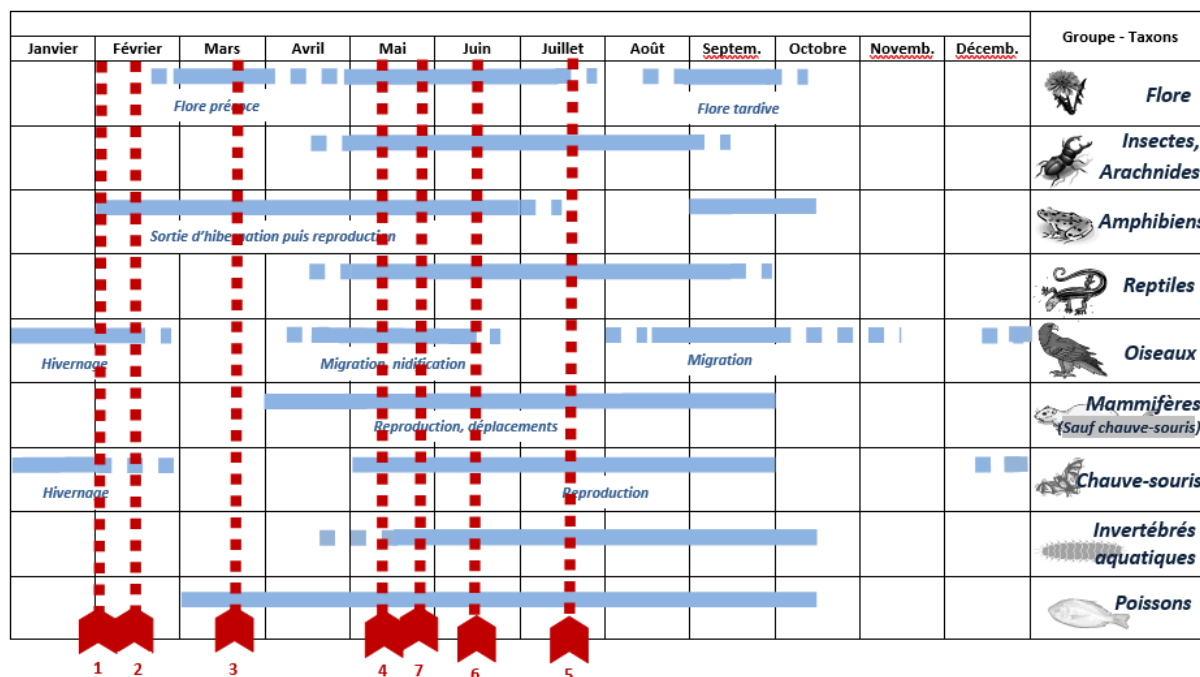 Janvier Février Mars Avril Mai Juin Juillet Août Septem. Octobre Novemb. Décemb. Groupe - Taxons
Flore
Flore précoce Flore tardive
Insectes,
Arachnides
Amphibiens
Sortie d'hibernation puis reproduction
Reptiles
Oiseaux
Hivernage Migration, nidification Migration
Mammifères
Reproduction, déplacements (Sauf chauve-souris)
Chauve-souris
Hivernage Reproduction
Invertébrés
aquatiques
Poissons
1 2 3 4 7 6 5